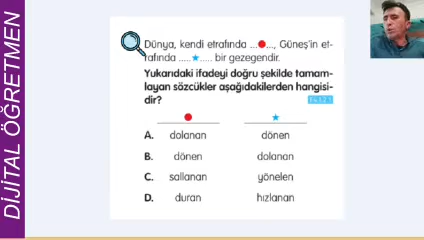 DİJİTAL ÖĞRETMEN
Dünya, kendi etrafında ...●..., Güneş'in et-
rafında .....★..... bir gezegendir.
Yukarıdaki ifadeyi doğru şekilde tamam-
layan sözcükler aşağıdakilerden hangisi-
dir?
● ★
A. dolanan dönen
B. dönen dolanan
C. sallanan yönelen
D. duran hızlanan